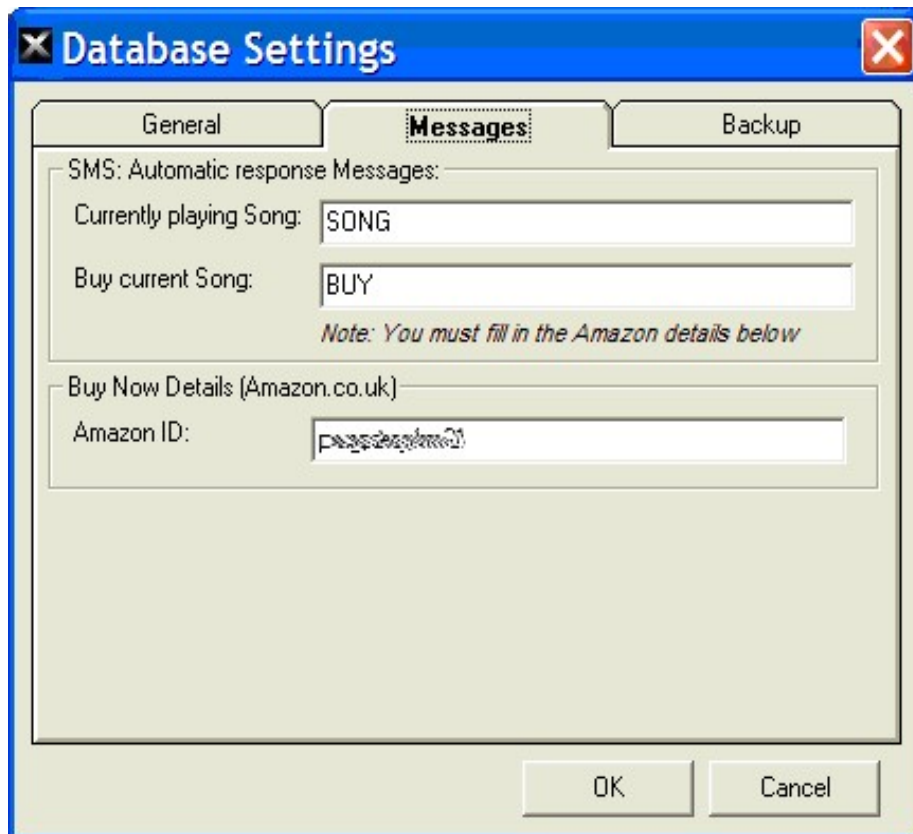 Database Settings
General
Messages
Backup
SMS: Automatic response Messages:
Currently playing Song:
SONG
Buy current Song:
BUY
Note: You must fill in the Amazon details below
Buy Now Details (Amazon.co.uk)
Amazon ID:
OK
Cancel